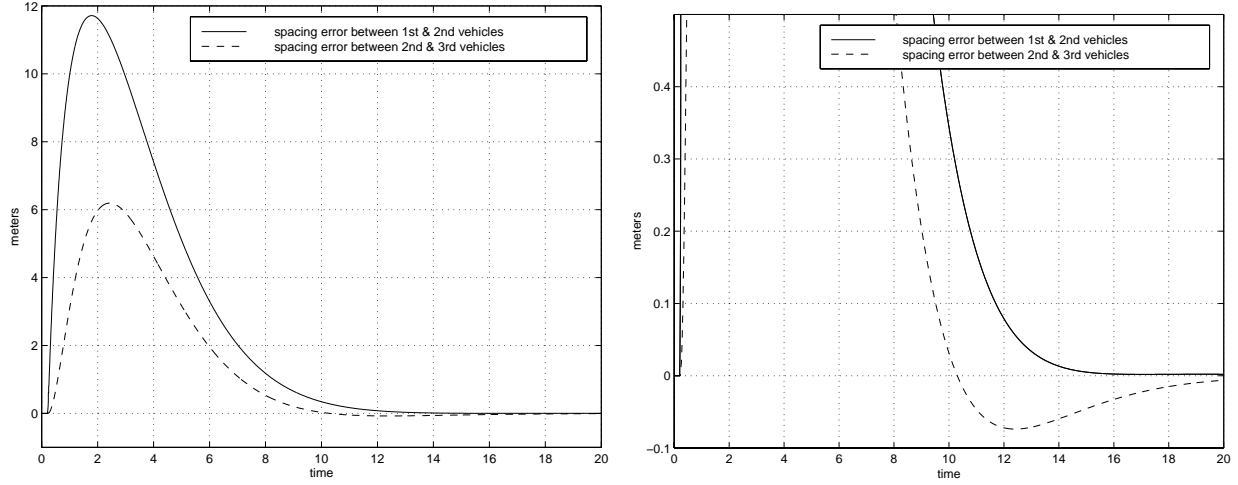 12
10
8
6
4
2
0
meters
spacing error between 1st & 2nd vehicles
spacing error between 2nd & 3rd vehicles
0 2 4 6 8 10 12 14 16 18 20
time
0.4
0.3
0.2
0.1
0
−0.1
meters
spacing error between 1st & 2nd vehicles
spacing error between 2nd & 3rd vehicles
0 2 4 6 8 10 12 14 16 18 20
time